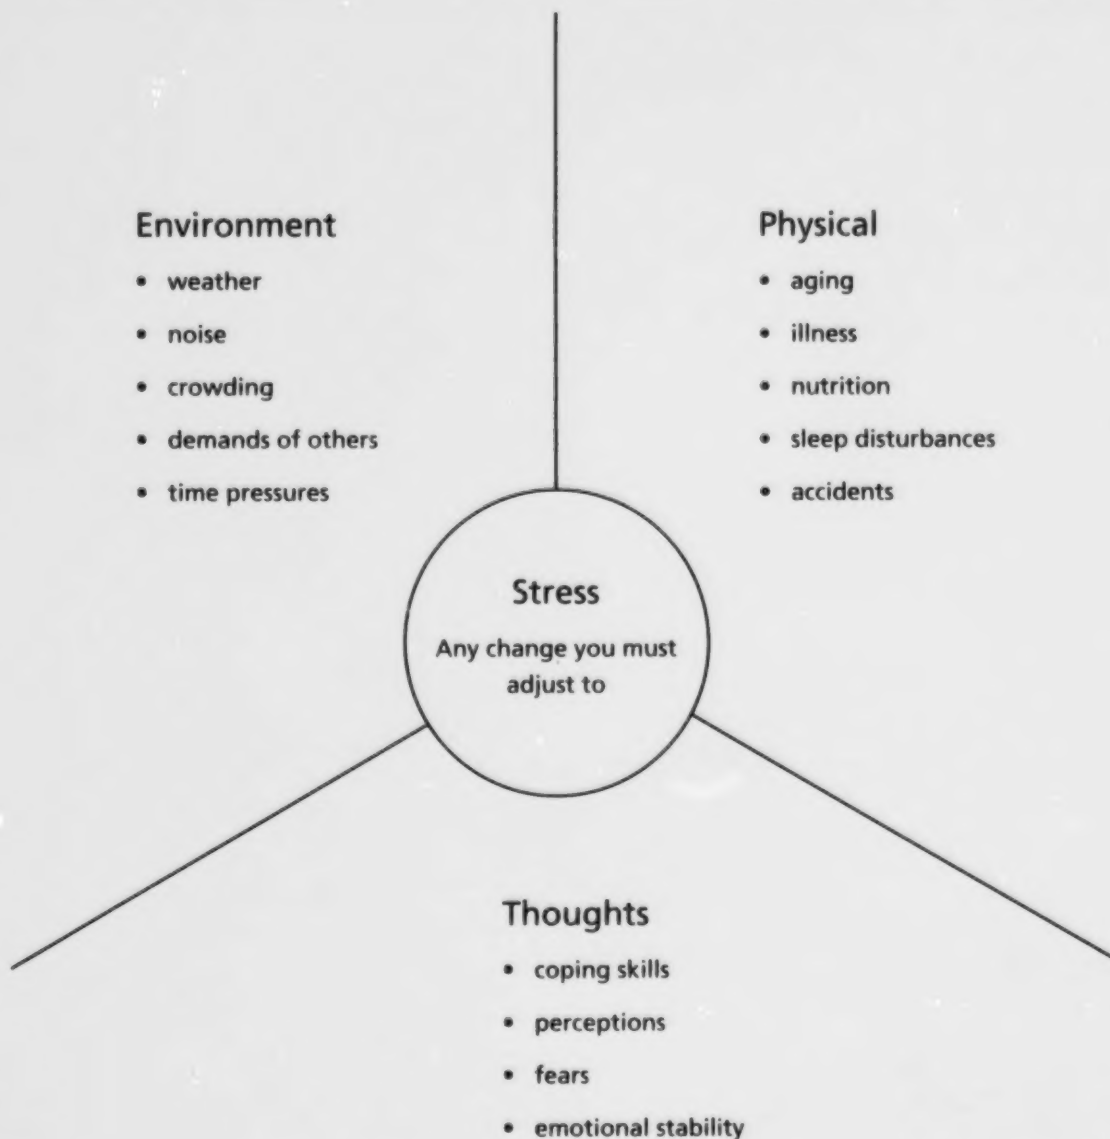 Environment
• weather
• noise
• crowding
• demands of others
• time pressures
Physical
• aging
• illness
• nutrition
• sleep disturbances
• accidents
Stress
Any change you must
adjust to
Thoughts
• coping skills
• perceptions
• fears
• emotional stability